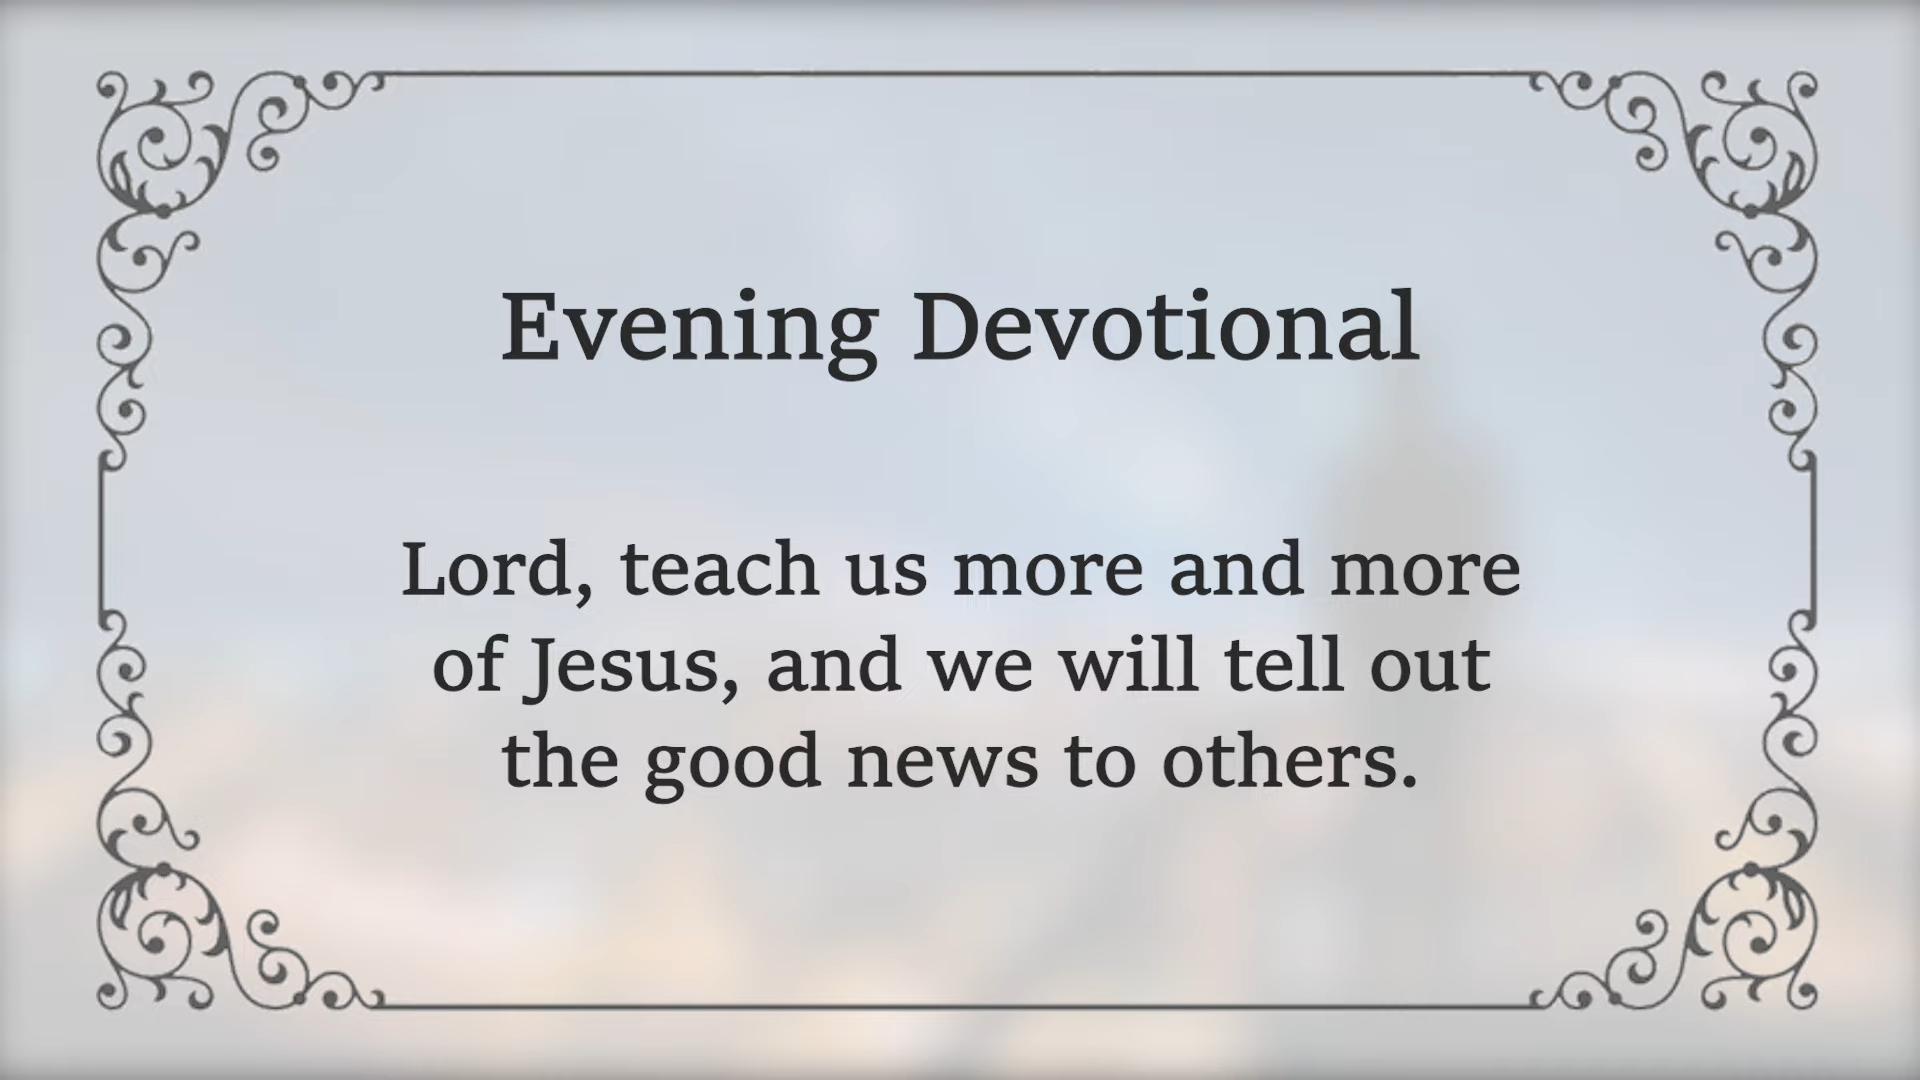 Evening Devotional
Lord, teach us more and more
of Jesus, and we will tell out
the good news to others.